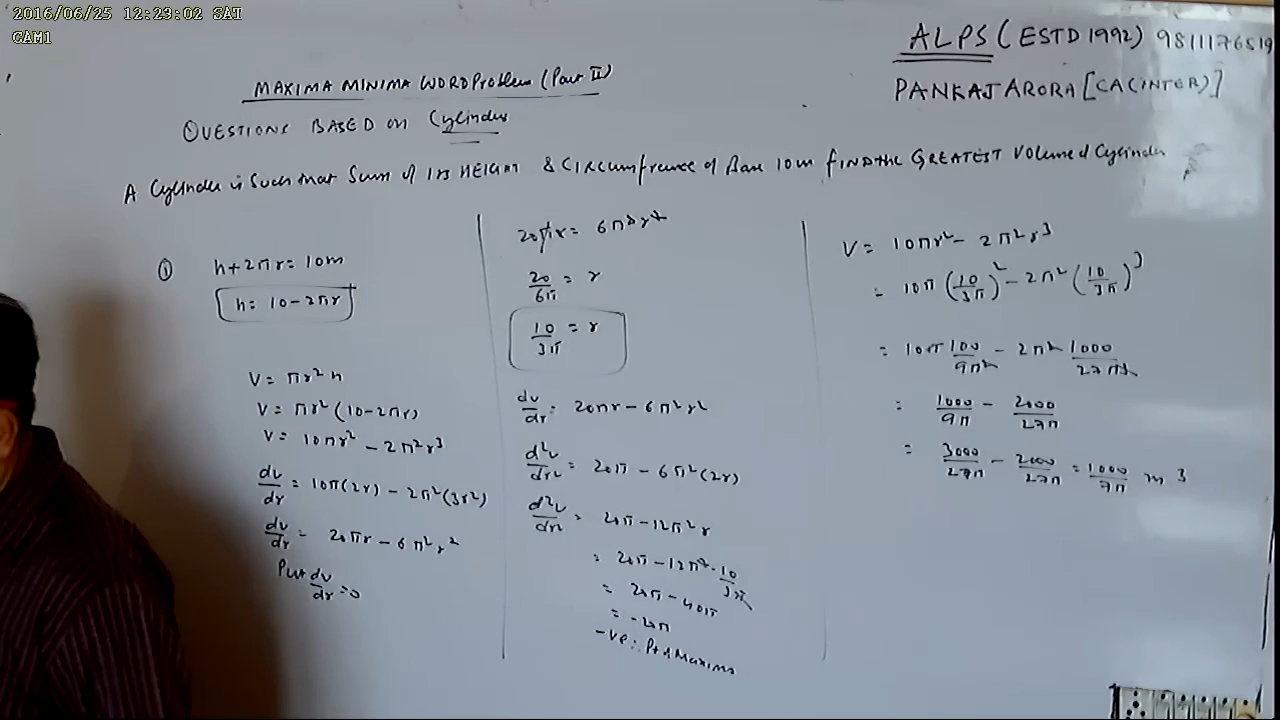 2016/06/25 12:23:02 SAT
CAM1
ALPS (ESTD 1992) 9811176519
PANKAJ ARORA [CA(INTER)]
MAXIMA MINIMA WORD Problem (Part II)
QUESTIONS BASED ON Cylinder
A Cylinder is Such that Sum of its HEIGHT & Circumfrence of Base 10m FIND the GREATEST Volume of Cylinder
① h+2πr = 10m
h = 10-2πr
V = πr²h
V = πr²(10-2πr)
V = 10πr² - 2π²r³
dv/dr = 10π(2r) - 2π²(3r²)
dv/dr = 20πr - 6π²r²
Put dv/dr = 0
20πr = 6π²r²
20/6π = r
10/3π = r
dv/dr = 20πr - 6π²r²
d²v/dr² = 20π - 6π²(2r)
d²v/dr² = 20π - 12π²r
= 20π - 12π² · 10/3π
= 20π - 40π
= -20π
-ve ∴ Pt of Maxima
V = 10πr² - 2π²r³
= 10π(10/3π)² - 2π²(10/3π)³
= 10π 100/9π² - 2π² 1000/27π³
= 1000/9π - 2000/27π
= 3000/27π - 2000/27π = 1000/7π m³